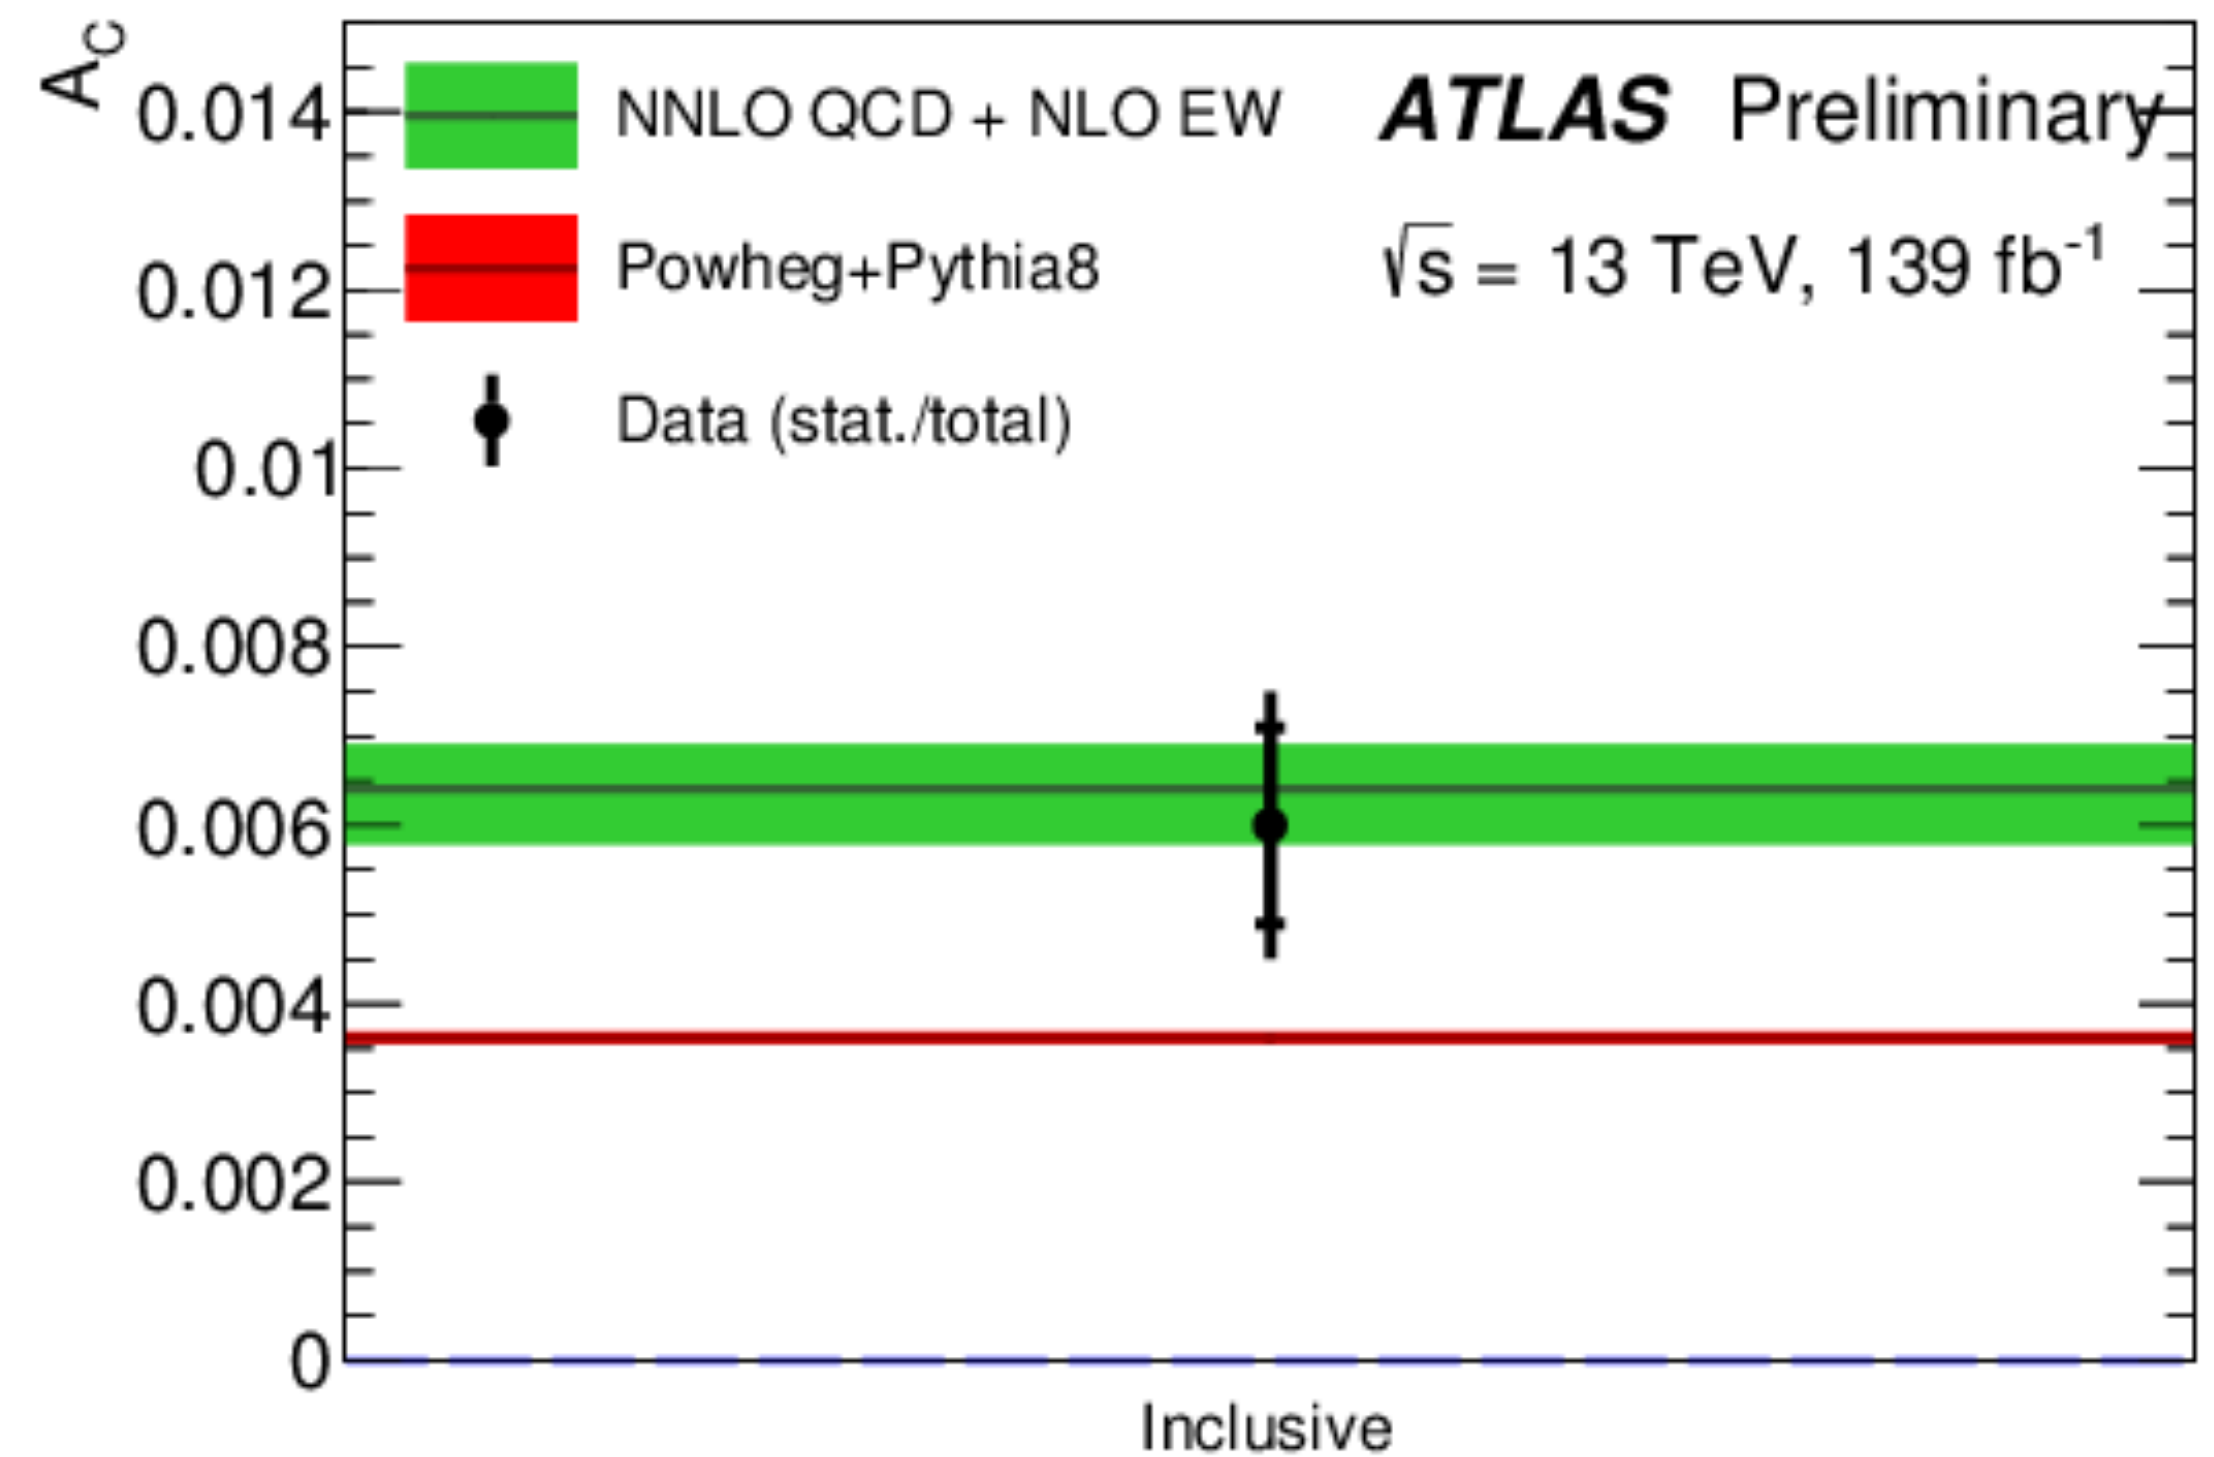 A_C
0.014
0.012
0.01
0.008
0.006
0.004
0.002
0
NNLO QCD + NLO EW
Powheg+Pythia8
Data (stat./total)
ATLAS Preliminary
√s = 13 TeV, 139 fb⁻¹
Inclusive